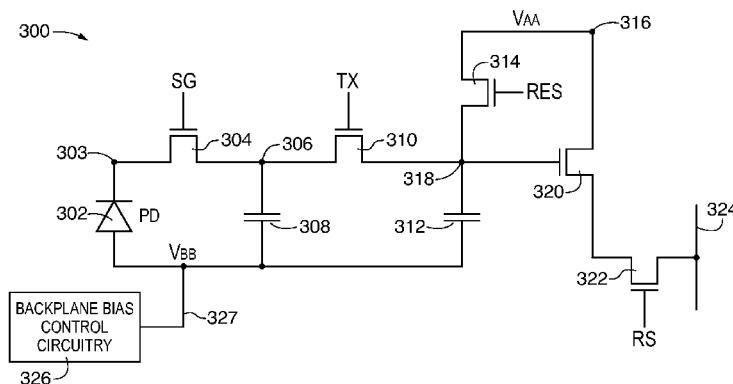 300
VAA
316
314
RES
SG
TX
303
304
306
310
318
320
302
PD
308
312
324
VBB
322
BACKPLANE BIAS
CONTROL
CIRCUITRY
327
326
RS